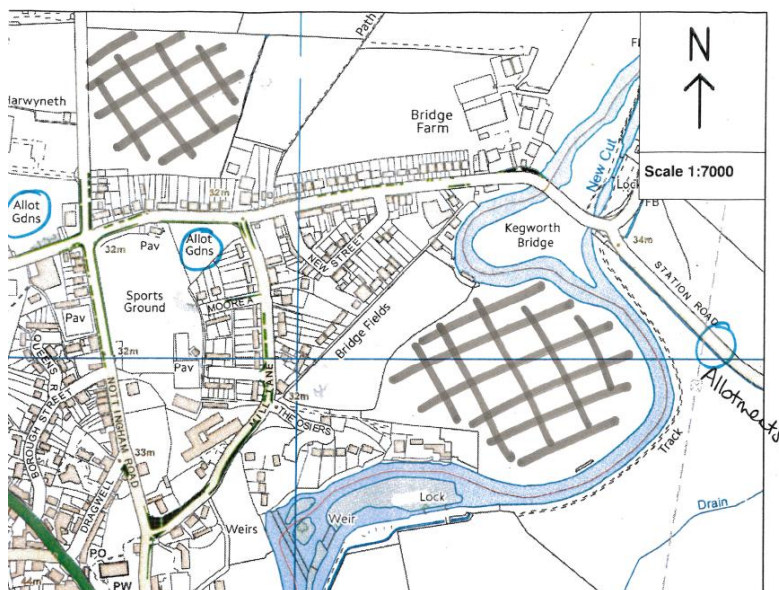 Path
N
arwyneth
Bridge
Farm
New Cut
Scale 1:7000
Lock
FB
Allot
Gdns
32m
Kegworth
Bridge
34m
32m
Pav
Allot
Gdns
NEW STREET
STATION ROAD
Sports
Ground
MOORE A
Bridge Fields
Pav
32m
QUEENS R
Pav
MILL LANE
Allotments
BOROUGH STREET
NOTTINGHAM ROAD
32m
THE OSIERS
33m
Track
DRAGWELL
Lock
Weirs
Weir
Drain
PO
44m
PW